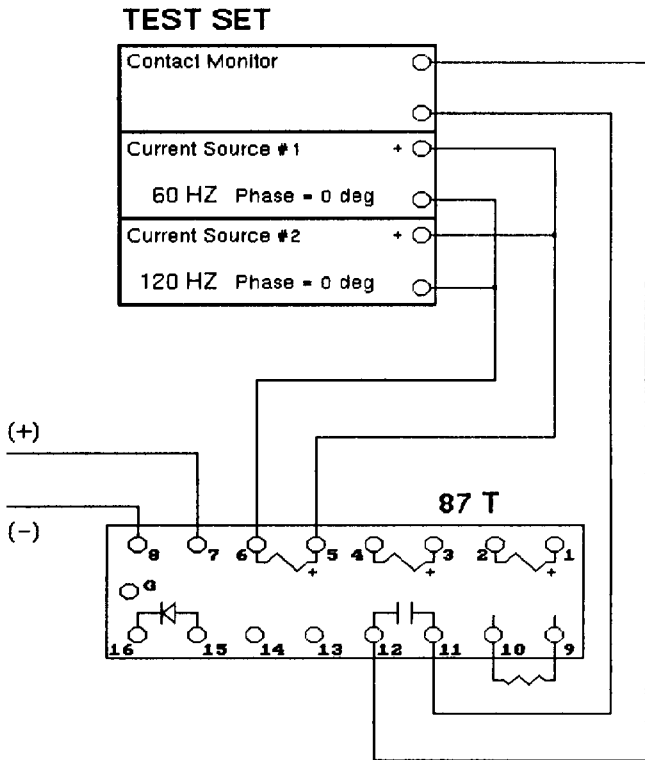 TEST SET
Contact Monitor
Current Source #1 +
60 HZ Phase = 0 deg
Current Source #2 +
120 HZ Phase = 0 deg
(+)
(-)
87 T
8 7 6 5 4 3 2 1
+ + +
G
16 15 14 13 12 11 10 9